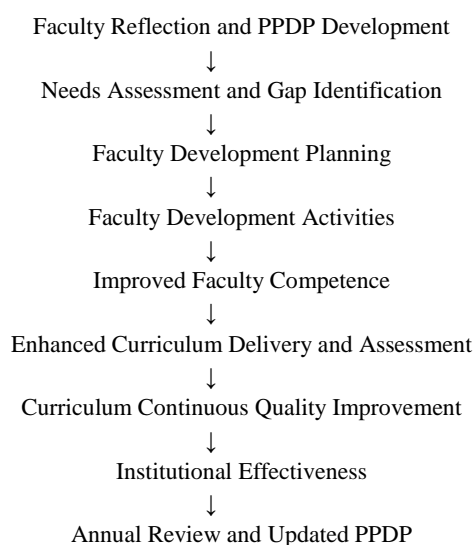 Faculty Reflection and PPDP Development
↓
Needs Assessment and Gap Identification
↓
Faculty Development Planning
↓
Faculty Development Activities
↓
Improved Faculty Competence
↓
Enhanced Curriculum Delivery and Assessment
↓
Curriculum Continuous Quality Improvement
↓
Institutional Effectiveness
↓
Annual Review and Updated PPDP